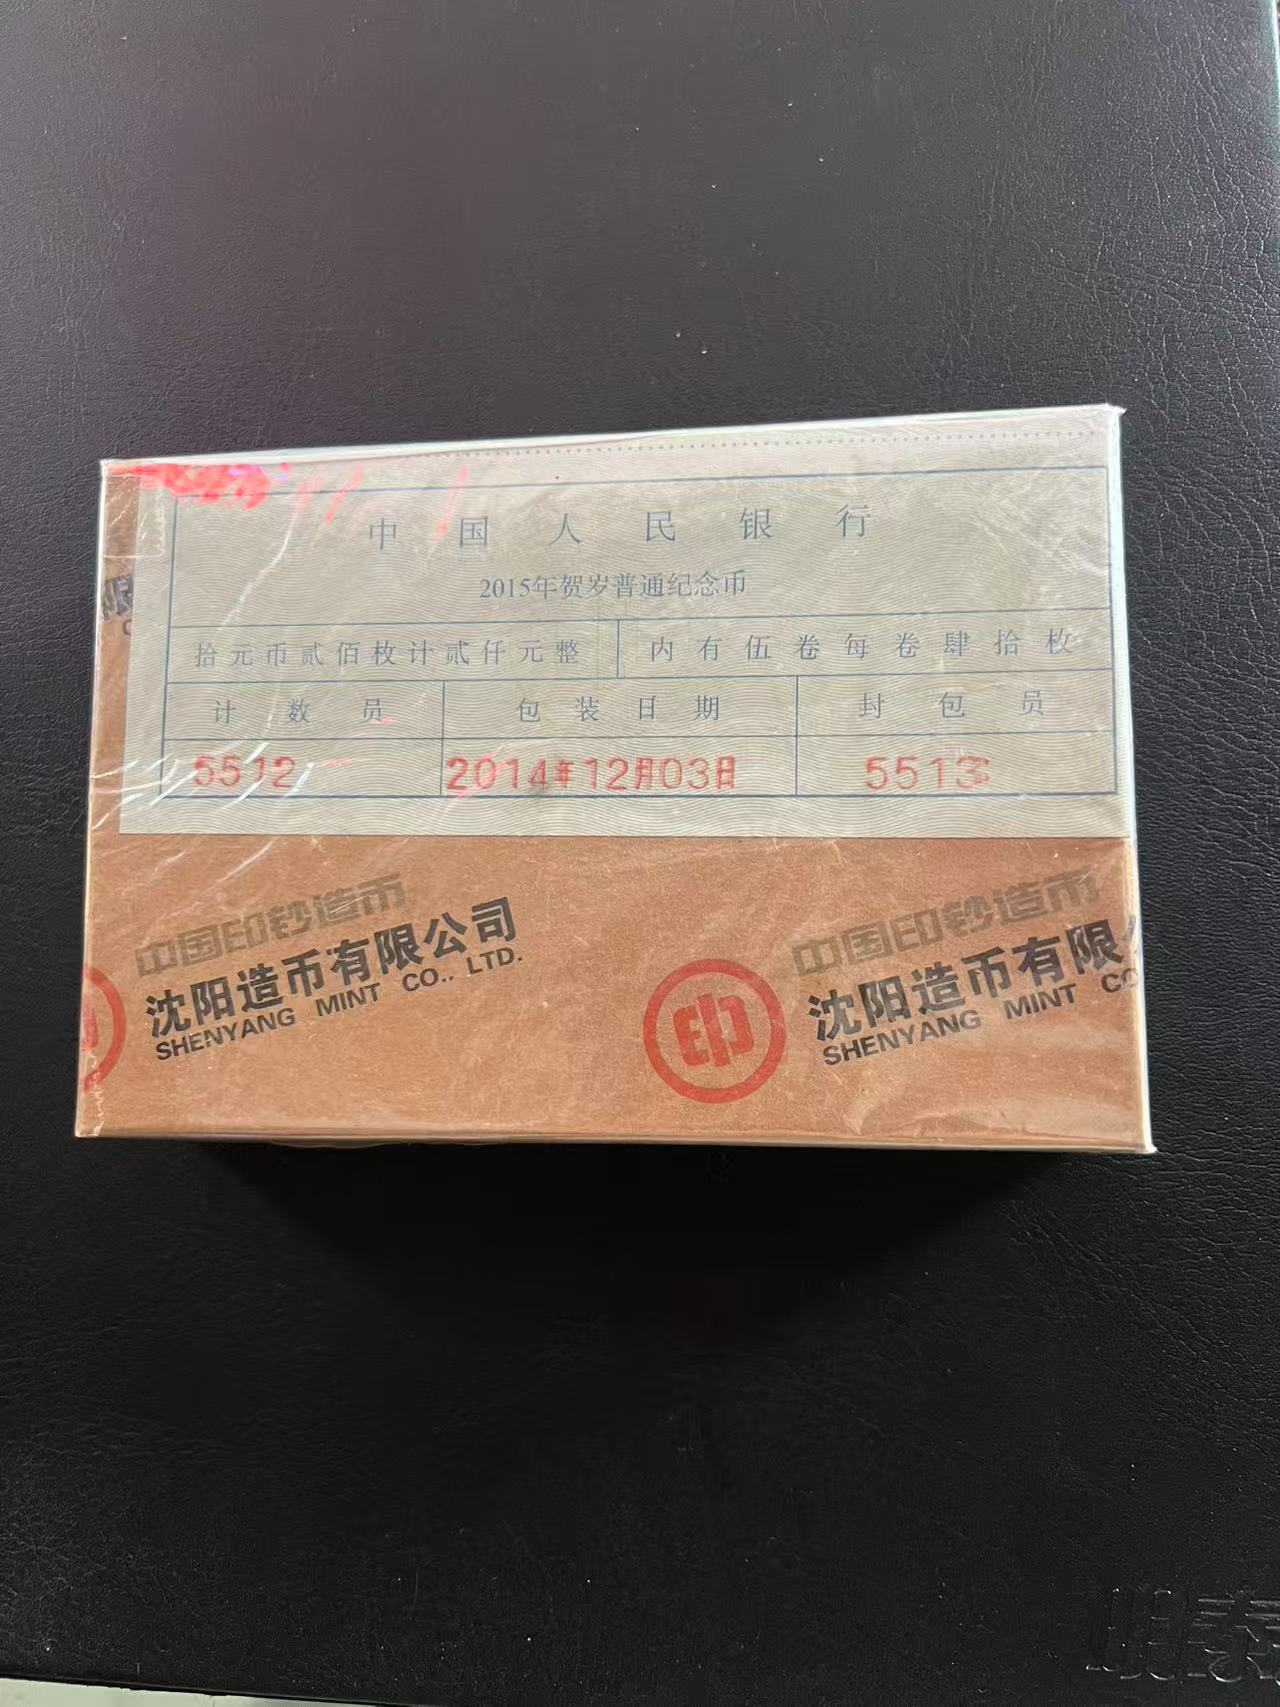 中国人民银行
2015年贺岁普通纪念币
拾元币贰佰枚计贰仟元整 内有伍卷每卷肆拾枚
计数员 包装日期 封包员
5512 2014年12月03日 5513
中国印钞造币
沈阳造币有限公司
SHENYANG MINT CO., LTD.
印
中国印钞造币
沈阳造币有限
SHENYANG MINT CO
明泰